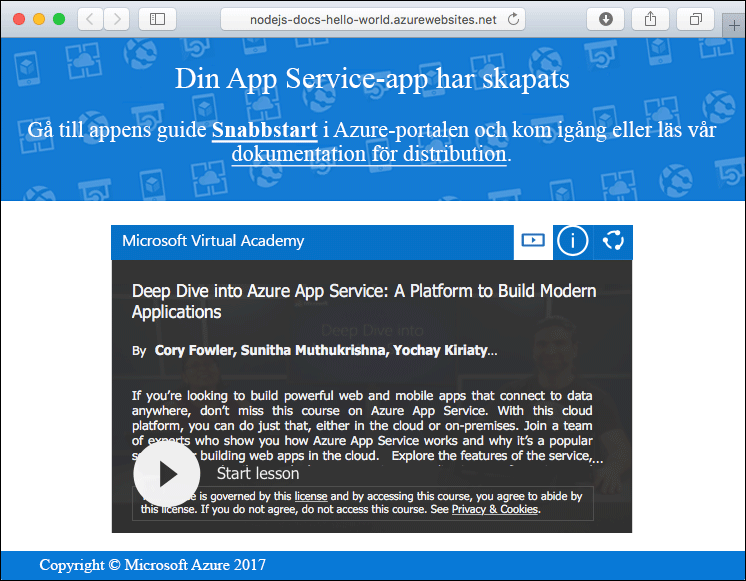 nodejs-docs-hello-world.azurewebsites.net
Din App Service-app har skapats
Gå till appens guide Snabbstart i Azure-portalen och kom igång eller läs vår
dokumentation för distribution.
Microsoft Virtual Academy
Deep Dive into Azure App Service: A Platform to Build Modern
Applications
Deep Dive into
By Cory Fowler, Sunitha Muthukrishna, Yochay Kiriaty...
If you're looking to build powerful web and mobile apps that connect to data
anywhere, don't miss this course on Azure App Service. With this cloud
platform, you can do just that, either in the cloud or on-premises. Join a team
of experts who show you how Azure App Service works and why it's a popular
building web apps in the cloud. Explore the features of the service,...
Start lesson
is governed by this license and by accessing this course, you agree to abide by
this license. If you do not agree, do not access this course. See Privacy & Cookies.
Copyright © Microsoft Azure 2017